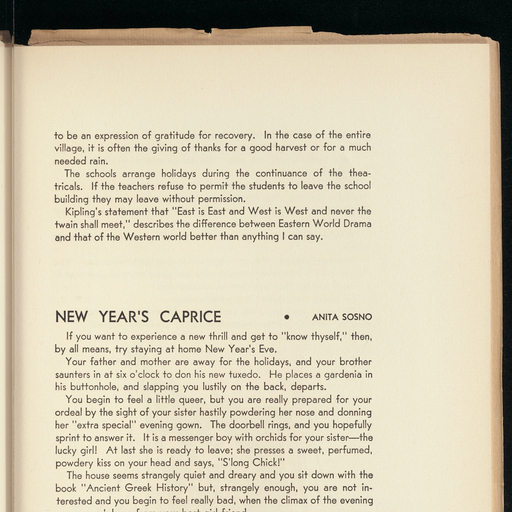 to be an expression of gratitude for recovery. In the case of the entire
village, it is often the giving of thanks for a good harvest or for a much
needed rain.
The schools arrange holidays during the continuance of the thea-
tricals. If the teachers refuse to permit the students to leave the school
building they may leave without permission.
Kipling's statement that "East is East and West is West and never the
twain shall meet," describes the difference between Eastern World Drama
and that of the Western world better than anything I can say.
NEW YEAR'S CAPRICE • ANITA SOSNO
If you want to experience a new thrill and get to "know thyself," then,
by all means, try staying at home New Year's Eve.
Your father and mother are away for the holidays, and your brother
saunters in at six o'clock to don his new tuxedo. He places a gardenia in
his buttonhole, and slapping you lustily on the back, departs.
You begin to feel a little queer, but you are really prepared for your
ordeal by the sight of your sister hastily powdering her nose and donning
her "extra special" evening gown. The doorbell rings, and you hopefully
sprint to answer it. It is a messenger boy with orchids for your sister—the
lucky girl! At last she is ready to leave; she presses a sweet, perfumed,
powdery kiss on your head and says, "S'long Chick!"
The house seems strangely quiet and dreary and you sit down with the
book "Ancient Greek History" but, strangely enough, you are not in-
terested and you begin to feel really bad, when the climax of the evening